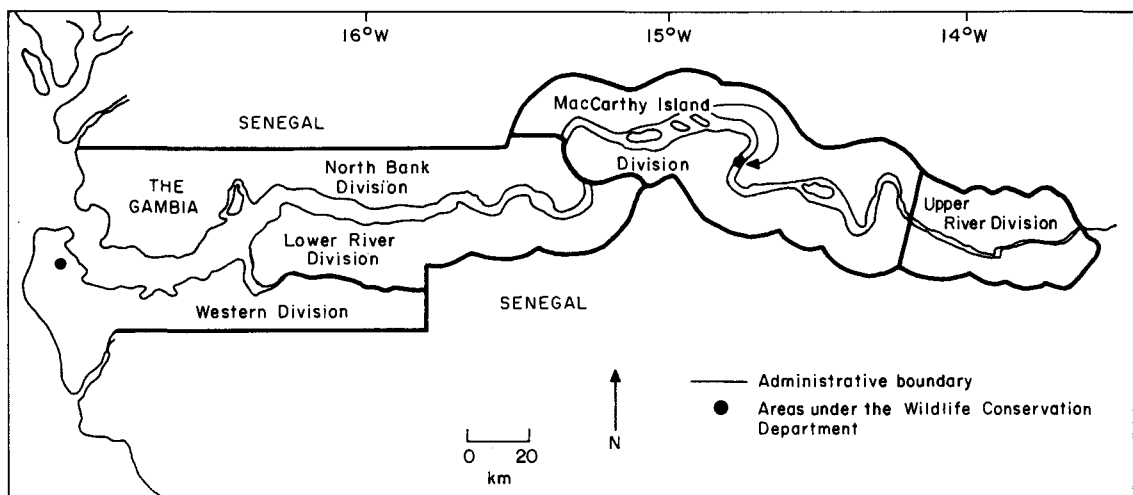 16°W
15°W
14°W
MacCarthy Island
SENEGAL
North Bank
Division
Division
THE
GAMBIA
Upper
River Division
Lower River
Division
SENEGAL
Western Division
Administrative boundary
Areas under the Wildlife Conservation
Department
N
0 20
km